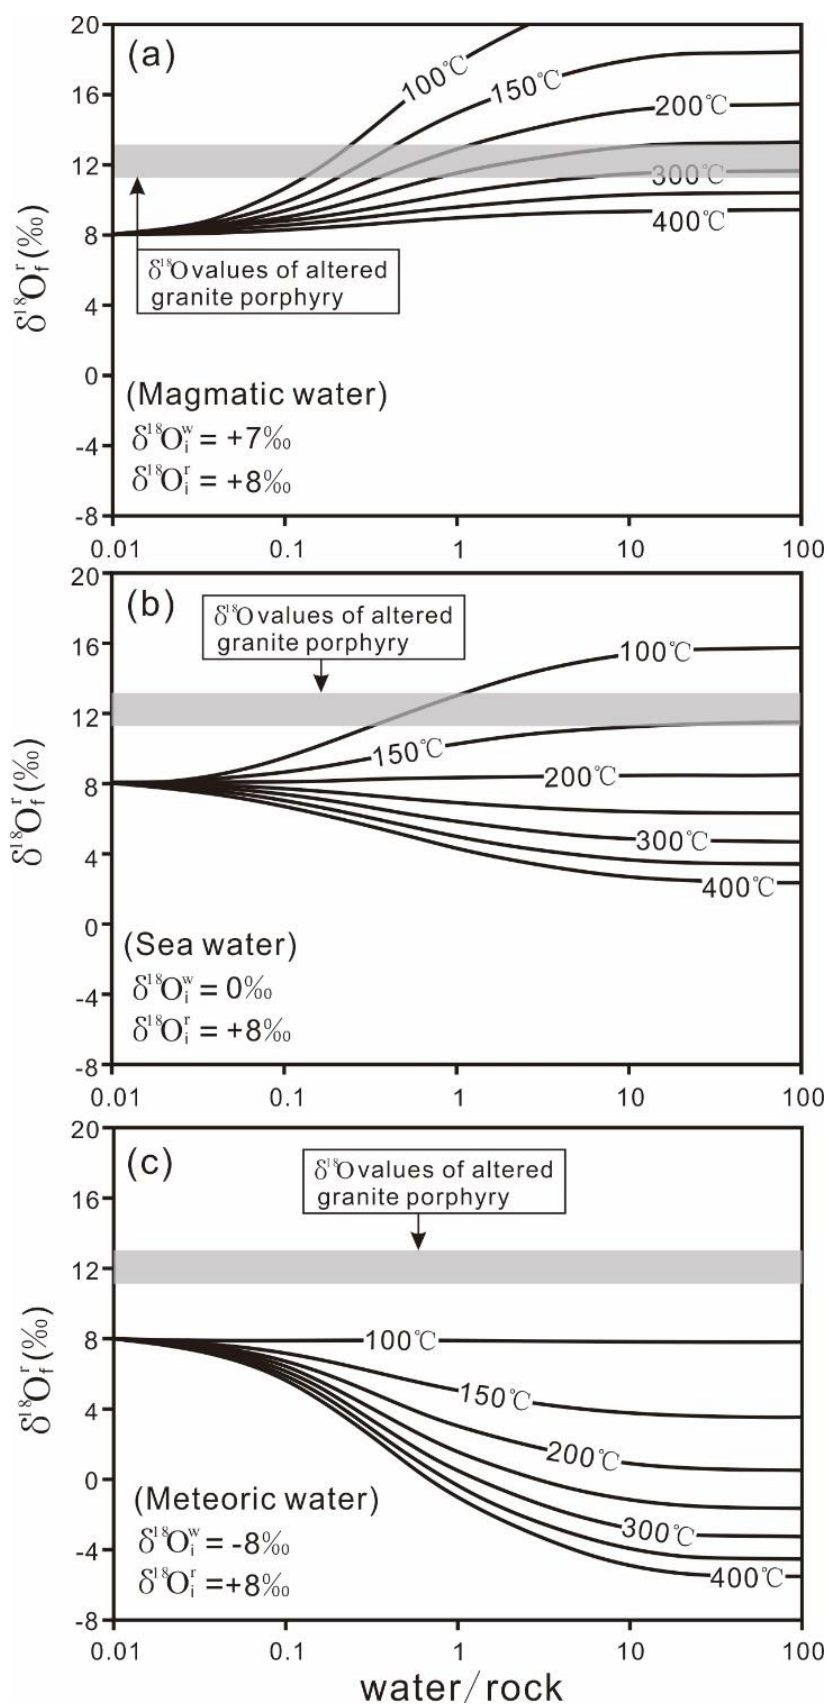 (a)
20
16
12
8
4
0
-4
-8
100℃
150℃
200℃
300℃
400℃
δ¹⁸O values of altered
granite porphyry
(Magmatic water)
δ¹⁸Oᵢʷ = +7‰
δ¹⁸Oᵢʳ = +8‰
δ¹⁸O_fʳ(‰)
0.01 0.1 1 10 100
(b)
20
16
12
8
4
0
-4
-8
δ¹⁸O values of altered
granite porphyry
100℃
150℃
200℃
300℃
400℃
(Sea water)
δ¹⁸Oᵢʷ = 0‰
δ¹⁸Oᵢʳ = +8‰
δ¹⁸O_fʳ(‰)
0.01 0.1 1 10 100
(c)
20
16
12
8
4
0
-4
-8
δ¹⁸O values of altered
granite porphyry
100℃
150℃
200℃
300℃
400℃
(Meteoric water)
δ¹⁸Oᵢʷ = -8‰
δ¹⁸Oᵢʳ =+8‰
δ¹⁸O_fʳ(‰)
0.01 0.1 1 10 100
water/rock